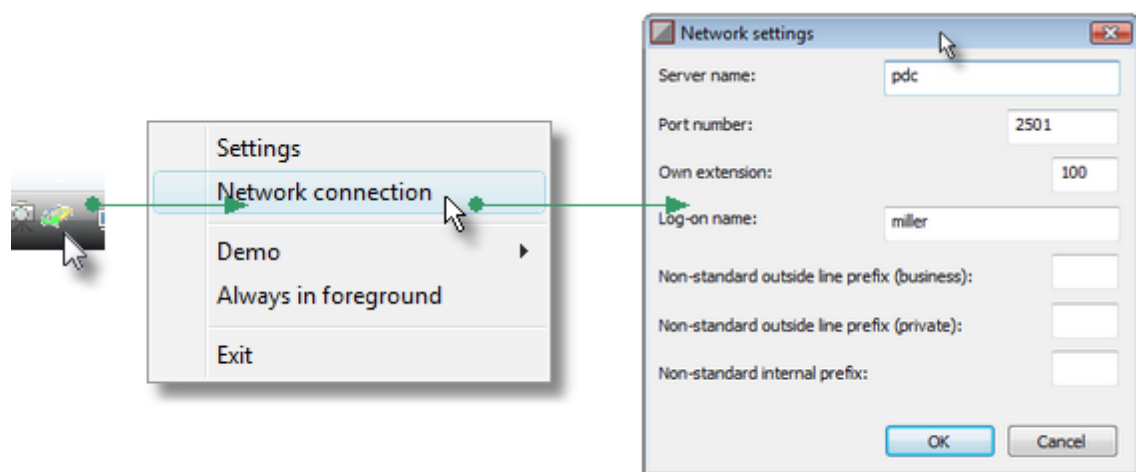 Settings
Network connection
Demo
Always in foreground
Exit
Network settings
Server name: pdc
Port number: 2501
Own extension: 100
Log-on name: miller
Non-standard outside line prefix (business):
Non-standard outside line prefix (private):
Non-standard internal prefix:
OK Cancel